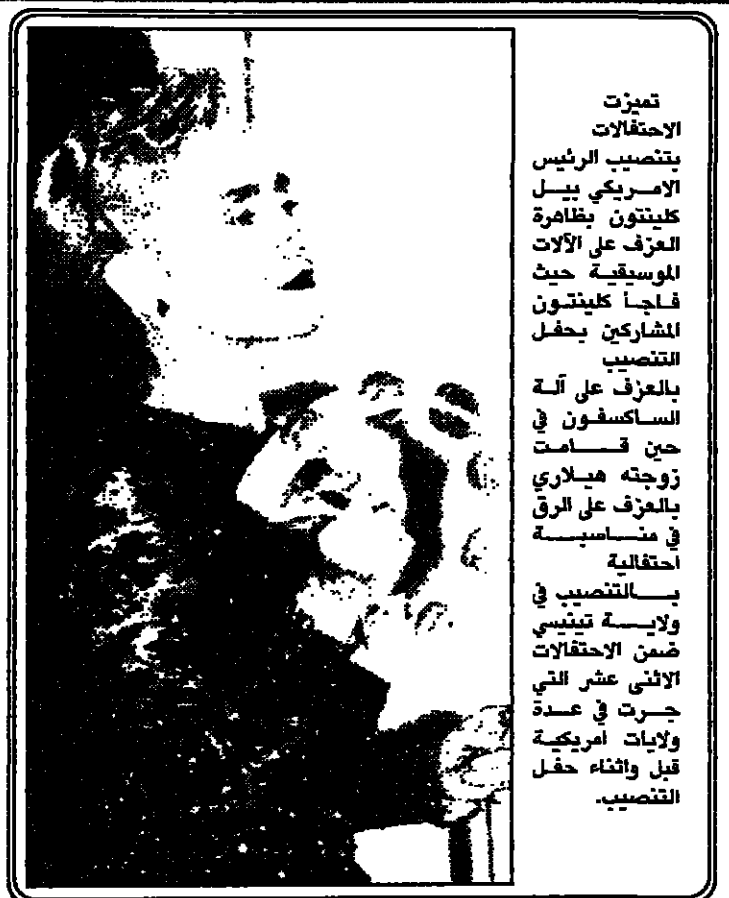 تميزت
الاحتفالات
بتنصيب الرئيس
الامريكي بيل
كلينتون بظاهرة
العزف على الآلات
الموسيقية حيث
فاجأ كلينتون
المشاركين بحفل
التنصيب
بالعزف على آلة
الساكسفون في
حين قامت
زوجته هيلاري
بالعزف على الرق
في مناسبة
احتفالية
بالتنصيب في
ولاية تينيسي
ضمن الاحتفالات
الاثنى عشر التي
جرت في عدة
ولايات امريكية
قبل واثناء حفل
التنصيب.